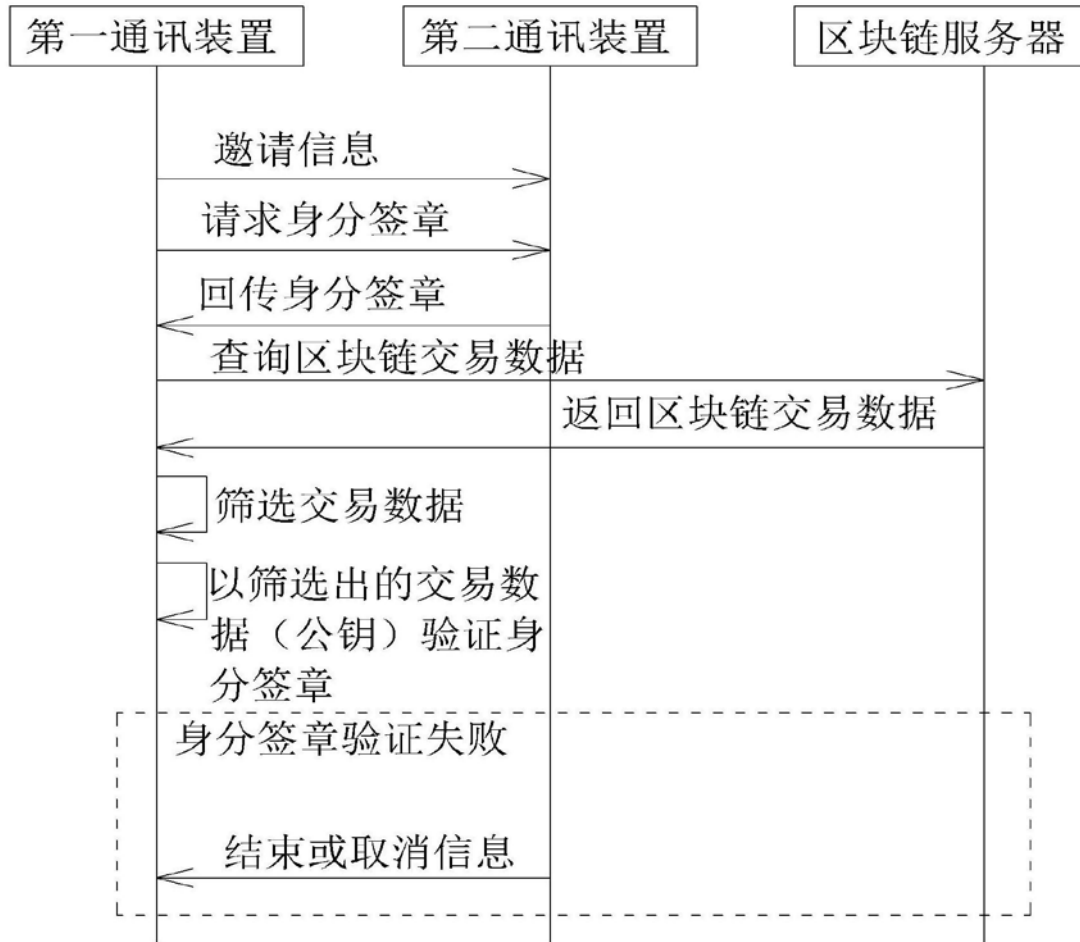 第一通讯装置
第二通讯装置
区块链服务器
邀请信息
请求身分签章
回传身分签章
查询区块链交易数据
返回区块链交易数据
筛选交易数据
以筛选出的交易数
据（公钥）验证身
分签章
身分签章验证失败
结束或取消信息